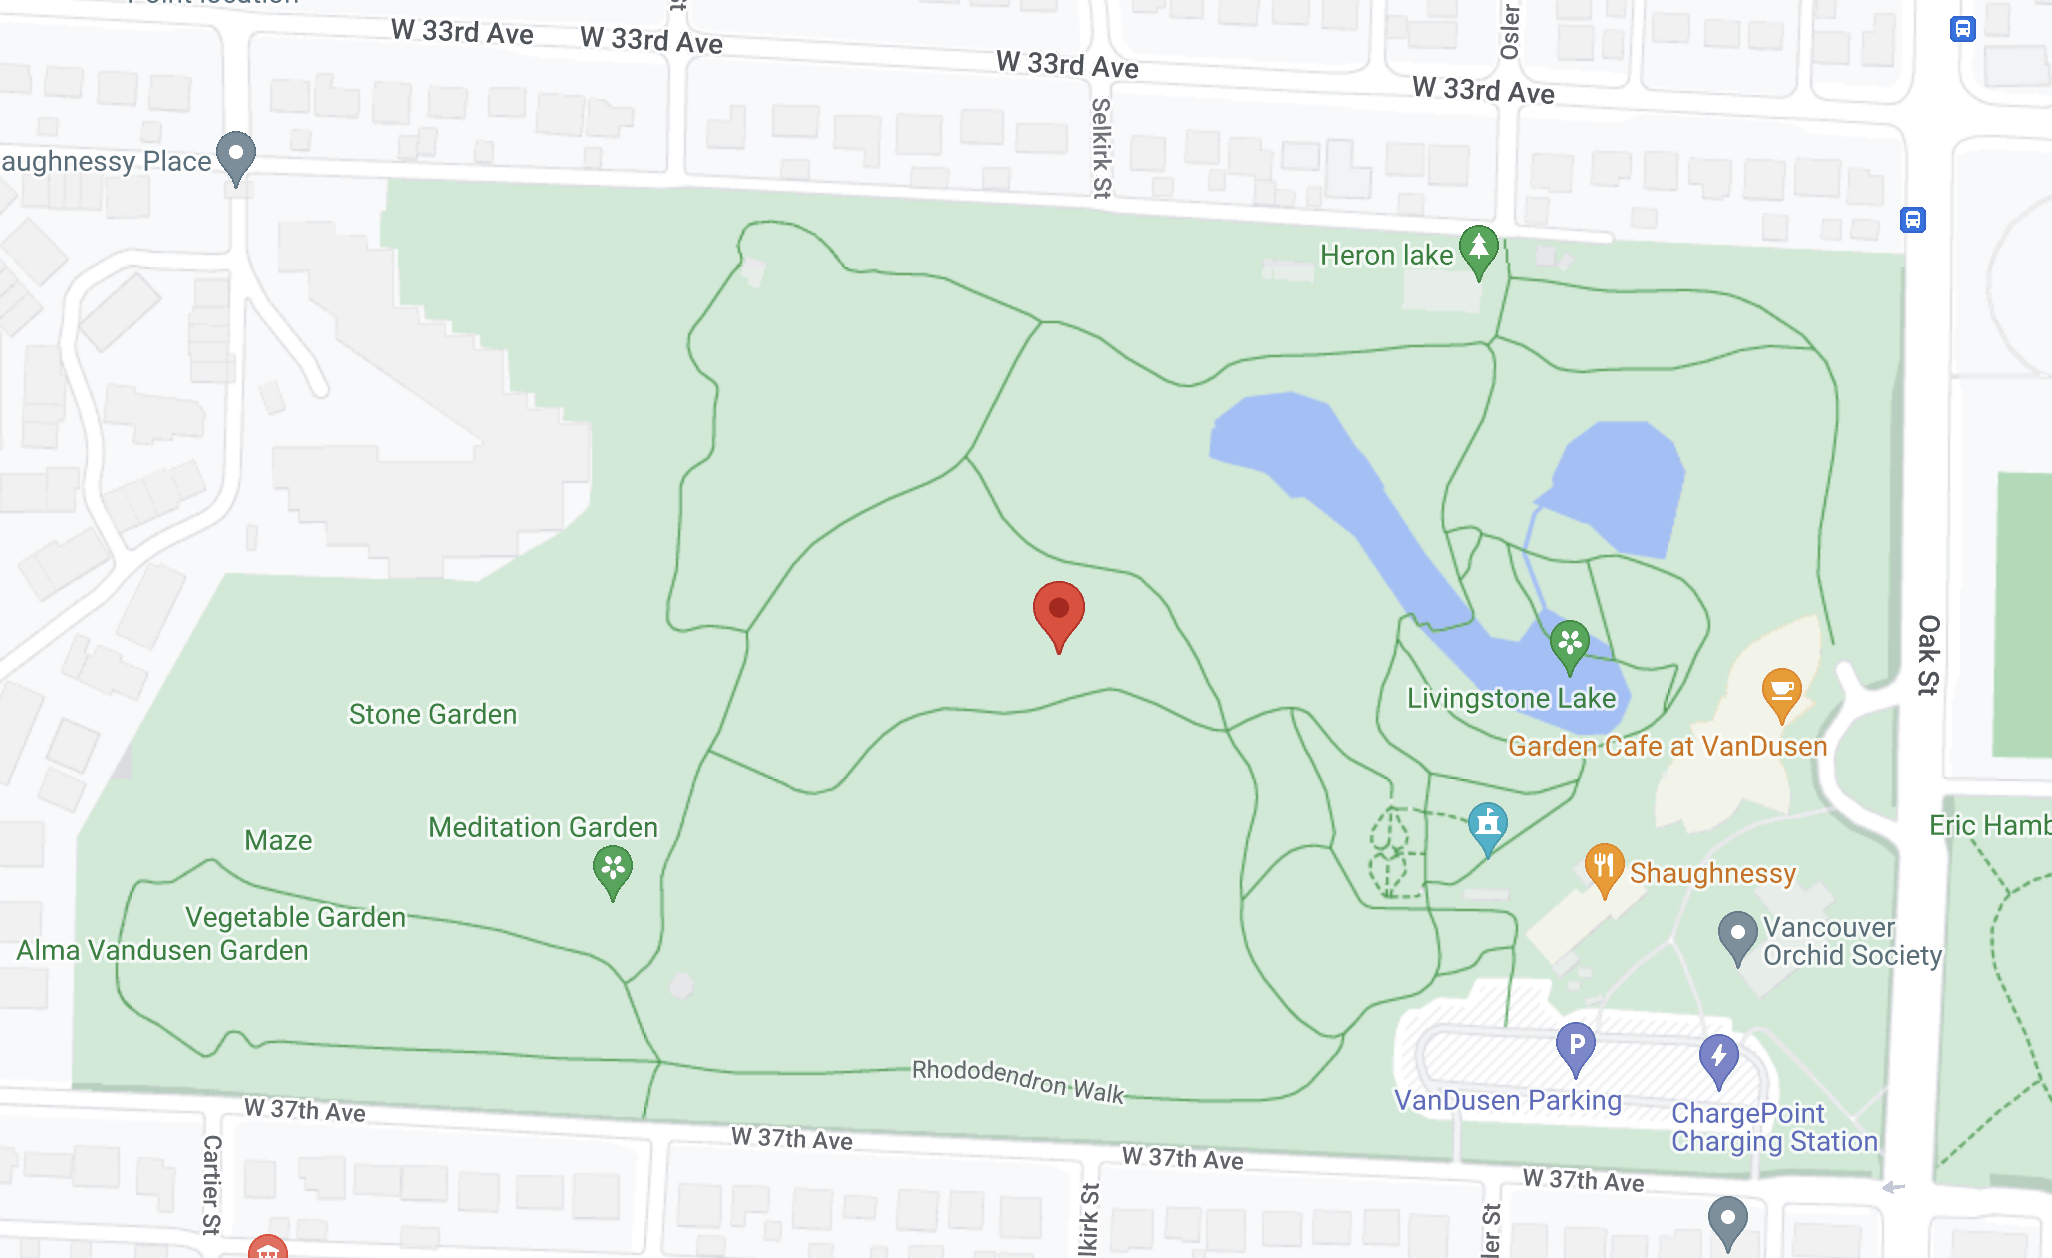 Point location
St
Osler
W 33rd Ave
W 33rd Ave
W 33rd Ave
W 33rd Ave
Selkirk St
aughnessy Place
Heron lake
Oak St
Livingstone Lake
Garden Cafe at VanDusen
Stone Garden
Meditation Garden
Maze
Eric Hamb
Shaughnessy
Vegetable Garden
Alma Vandusen Garden
Vancouver
Orchid Society
P
Rhododendron Walk
VanDusen Parking
ChargePoint
Charging Station
W 37th Ave
W 37th Ave
W 37th Ave
W 37th Ave
Cartier St
lkirk St
ler St